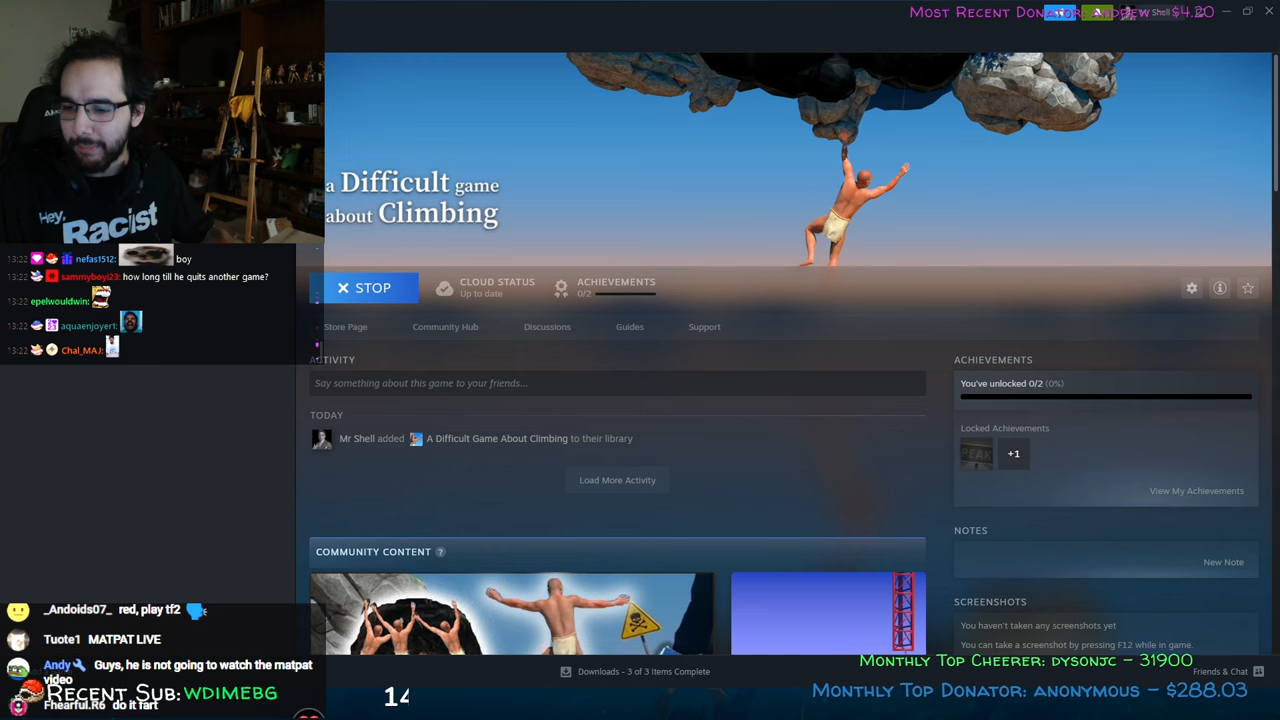 Most Recent Donator: andrew - $4.20
Shell
Hey,
Racist
a Difficult game
about Climbing
13:22 nefas1512: boy
13:22 sammyboyi23: how long till he quits another game?
13:22 epelwouldwin:
13:22 aquaenjoyer1:
13:22 Chal_MAJ:
STOP
CLOUD STATUS
Up to date
ACHIEVEMENTS
0/2
Store Page
Community Hub
Discussions
Guides
Support
ACTIVITY
Say something about this game to your friends...
TODAY
Mr Shell added A Difficult Game About Climbing to their library
Load More Activity
COMMUNITY CONTENT ?
ACHIEVEMENTS
You've unlocked 0/2 (0%)
Locked Achievements
PEAK
+1
View My Achievements
NOTES
New Note
SCREENSHOTS
You haven't taken any screenshots yet
You can take a screenshot by pressing F12 while in game.
_Andoids07_ red, play tf2
Tuote1 MATPAT LIVE
Andy Guys, he is not going to watch the matpat
video
Recent Sub: wdimebg
Fhearful.R6 do it fart
14
Downloads - 3 of 3 Items Complete
Monthly Top Cheerer: dysonjc - 31900
Friends & Chat
Monthly Top Donator: anonymous - $288.03